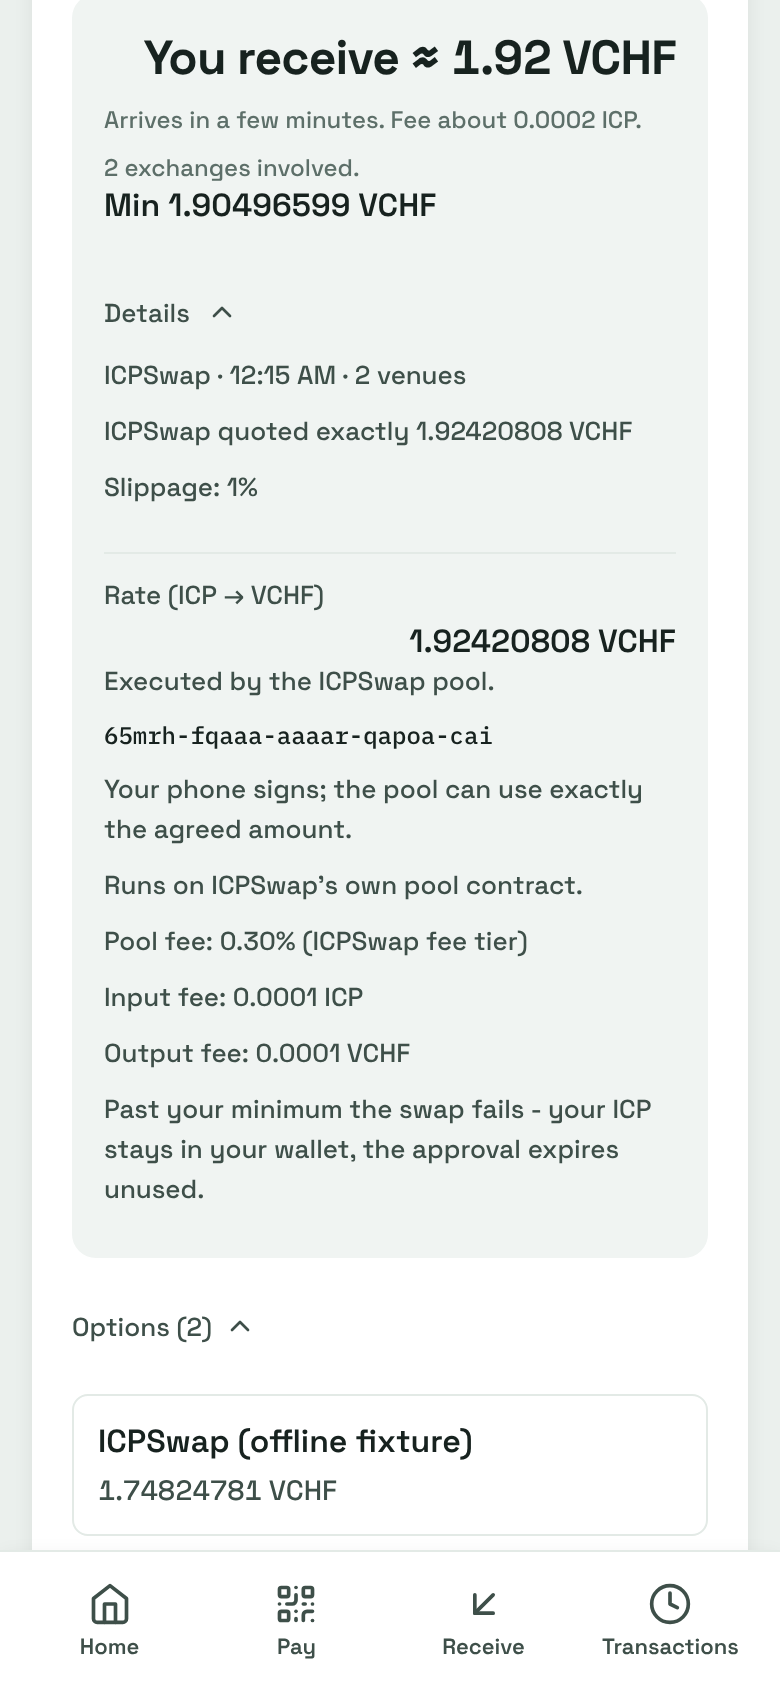 You receive ≈ 1.92 VCHF
Arrives in a few minutes. Fee about 0.0002 ICP.
2 exchanges involved.
Min 1.90496599 VCHF
Details
ICPSwap · 12:15 AM · 2 venues
ICPSwap quoted exactly 1.92420808 VCHF
Slippage: 1%
Rate (ICP → VCHF)
1.92420808 VCHF
Executed by the ICPSwap pool.
65mrh-fqaaa-aaaar-qapoa-cai
Your phone signs; the pool can use exactly
the agreed amount.
Runs on ICPSwap’s own pool contract.
Pool fee: 0.30% (ICPSwap fee tier)
Input fee: 0.0001 ICP
Output fee: 0.0001 VCHF
Past your minimum the swap fails - your ICP
stays in your wallet, the approval expires
unused.
Options (2)
ICPSwap (offline fixture)
1.74824781 VCHF
Home
Pay
Receive
Transactions